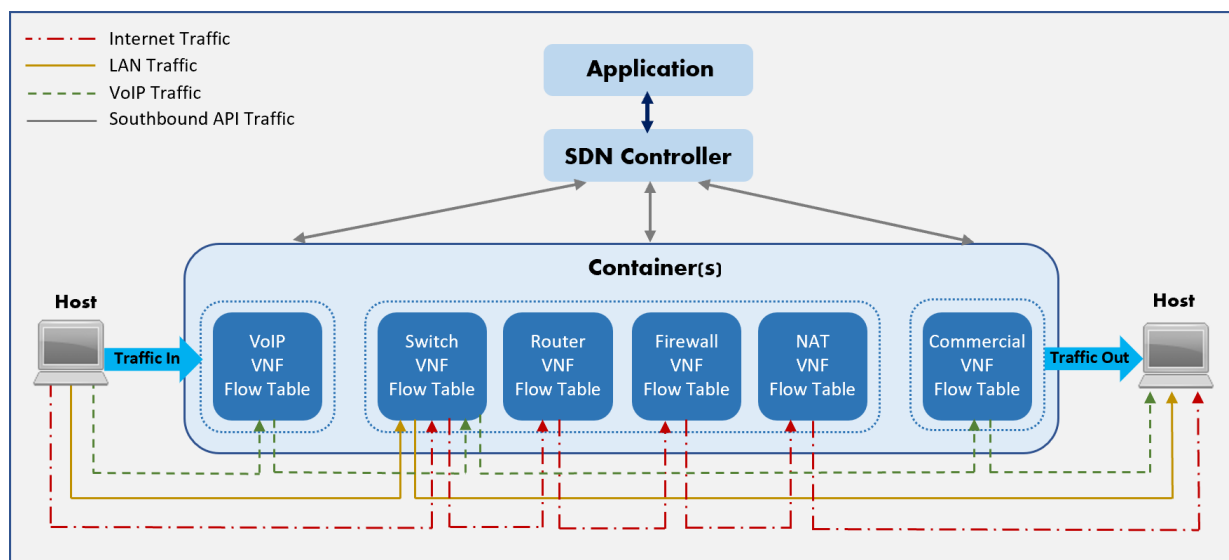 Internet Traffic
LAN Traffic
VoIP Traffic
Southbound API Traffic
Application
SDN Controller
Container(s)
Host
Host
Traffic In
VoIP
VNF
Flow Table
Switch
VNF
Flow Table
Router
VNF
Flow Table
Firewall
VNF
Flow Table
NAT
VNF
Flow Table
Commercial
VNF
Flow Table
Traffic Out